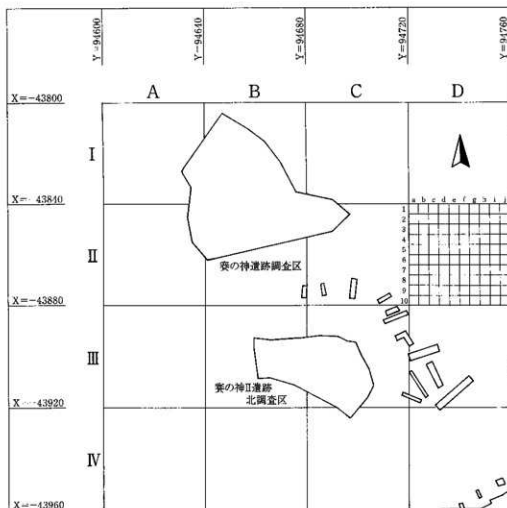 Y=94600
Y=94640
Y=94680
Y=94720
Y=94760
A B C D
X=-43800
I
X=-43840
a b c d e f g h i j
1
2
3
4
5
6
7
8
9
10
II
賽の神遺跡調査区
X=-43880
III
賽の神II遺跡
北調査区
X=-43920
IV
X=-43960